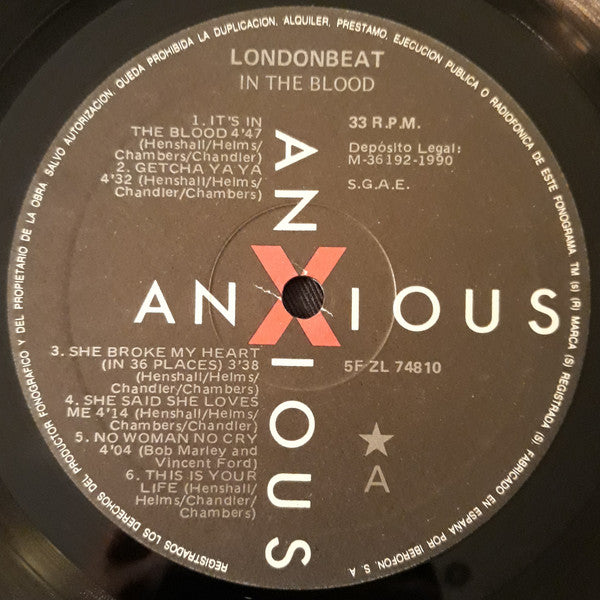 REGISTRADOS LOS DERECHOS DEL PRODUCTOR FONOGRAFICO Y DEL PROPIETARIO DE LA OBRA. SALVO AUTORIZACION, QUEDA PROHIBIDA LA DUPLICACION, ALQUILER, PRESTAMO, EJECUCION PUBLICA O RADIOFONICA DE ESTE FONOGRAMA TM (s) (R) MARCA (S) REGISTRADA (S) FABRICADO EN ESPAÑA POR IBEROFON, S. A.
LONDONBEAT
IN THE BLOOD
1. IT'S IN
THE BLOOD 4'47
(Henshall/Helms/
Chambers/Chandler)
2. GETCHA YA YA
4'32 (Henshall/Helms/
Chandler/Chambers)
33 R.P.M.
Depósito Legal:
M-36192-1990
S.G.A.E.
ANXIOUS
ANXIOUS
3. SHE BROKE MY HEART
(IN 36 PLACES) 3'38
(Henshall/Helms/
Chandler/Chambers)
4. SHE SAID SHE LOVES
ME 4'14 (Henshall/Helms/
Chambers/Chandler)
5. NO WOMAN NO CRY
4'04 (Bob Marley and
Vincent Ford)
6. THIS IS YOUR
LIFE (Henshall/
Helms/Chandler/
Chambers)
5F ZL 74810
A